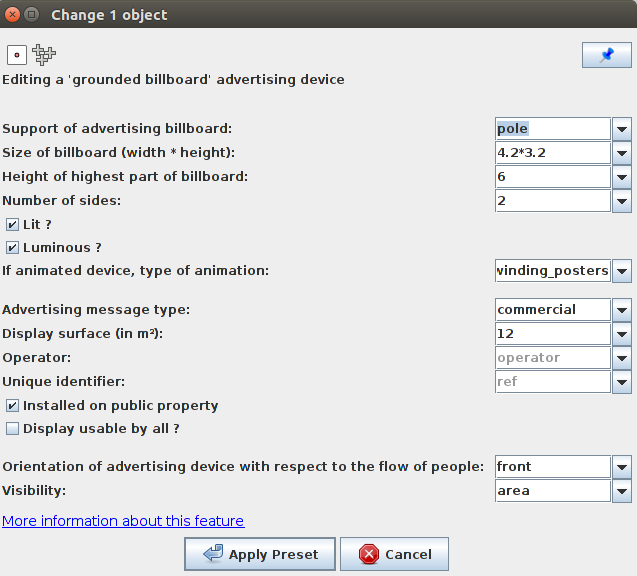 Change 1 object
Editing a 'grounded billboard' advertising device
Support of advertising billboard: pole
Size of billboard (width * height): 4.2*3.2
Height of highest part of billboard: 6
Number of sides: 2
Lit ?
Luminous ?
If animated device, type of animation: winding_posters
Advertising message type: commercial
Display surface (in m²): 12
Operator: operator
Unique identifier: ref
Installed on public property
Display usable by all ?
Orientation of advertising device with respect to the flow of people: front
Visibility: area
More information about this feature
Apply Preset Cancel